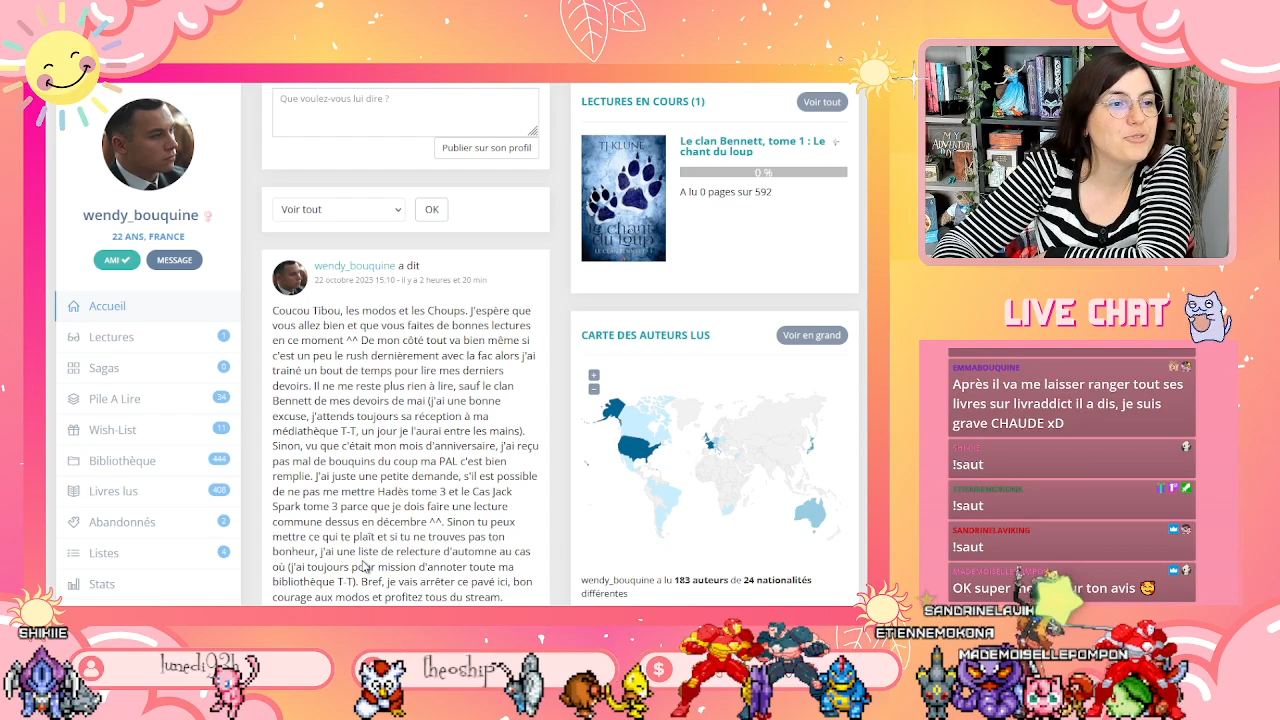 wendy_bouquine
22 ANS, FRANCE
AMI
MESSAGE
Accueil
Lectures 1
Sagas 0
Pile A Lire 34
Wish-List 11
Bibliothèque 444
Livres lus 408
Abandonnés 2
Listes 4
Stats
Que voulez-vous lui dire ?
Publier sur son profil
Voir tout
OK
wendy_bouquine a dit
22 octobre 2023 15:10 - il y a 2 heures et 20 min
Coucou Tibou, les modos et les Choups. J'espère que
vous allez bien et que vous faites de bonnes lectures
en ce moment ^^ De mon côté tout va bien même si
c'est un peu le rush dernièrement avec la fac alors j'ai
trainé un bout de temps pour lire mes derniers
devoirs. Il ne me reste plus rien à lire, sauf le clan
Bennett de mes devoirs de mai (j'ai une bonne
excuse, j'attends toujours sa réception à ma
médiathèque T-T, un jour je l'aurai entre les mains).
Sinon, vu que c'était mon mois d'anniversaire, j'ai reçu
pas mal de bouquins du coup ma PAL c'est bien
remplie. J'ai juste une petite demande, s'il est possible
de ne pas me mettre Hadès tome 3 et le Cas Jack
Spark tome 3 parce que je dois faire une lecture
commune dessus en décembre ^^. Sinon tu peux
mettre ce qui te plaît et si tu ne trouves pas ton
bonheur, j'ai une liste de relecture d'automne au cas
où (j'ai toujours pour mission d'annoter toute ma
bibliothèque T-T). Bref, je vais arrêter ce pavé ici, bon
courage aux modos et profitez tous du stream.
LECTURES EN COURS (1)
Voir tout
TJ KLUNE
le chant
du loup
LE CLAN BENNETT
Le clan Bennett, tome 1 : Le
chant du loup
0 %
A lu 0 pages sur 592
CARTE DES AUTEURS LUS
Voir en grand
+
−
wendy_bouquine a lu 183 auteurs de 24 nationalités
différentes
MY
LIVE CHAT
EMMABOUQUINE
Après il va me laisser ranger tout ses
livres sur livraddict il a dis, je suis
grave CHAUDE xD
SHIKIIE
!saut
ETIENNEMOKONA
!saut
SANDRINELAVIKING
!saut
MADEMOISELLEPOMPON
OK super
ton avis
SANDRINELAVIK
ETIENNEMOKONA
MADEMOISELLEPOMPON
SHIKIIE
lunedi92h
theoship
$